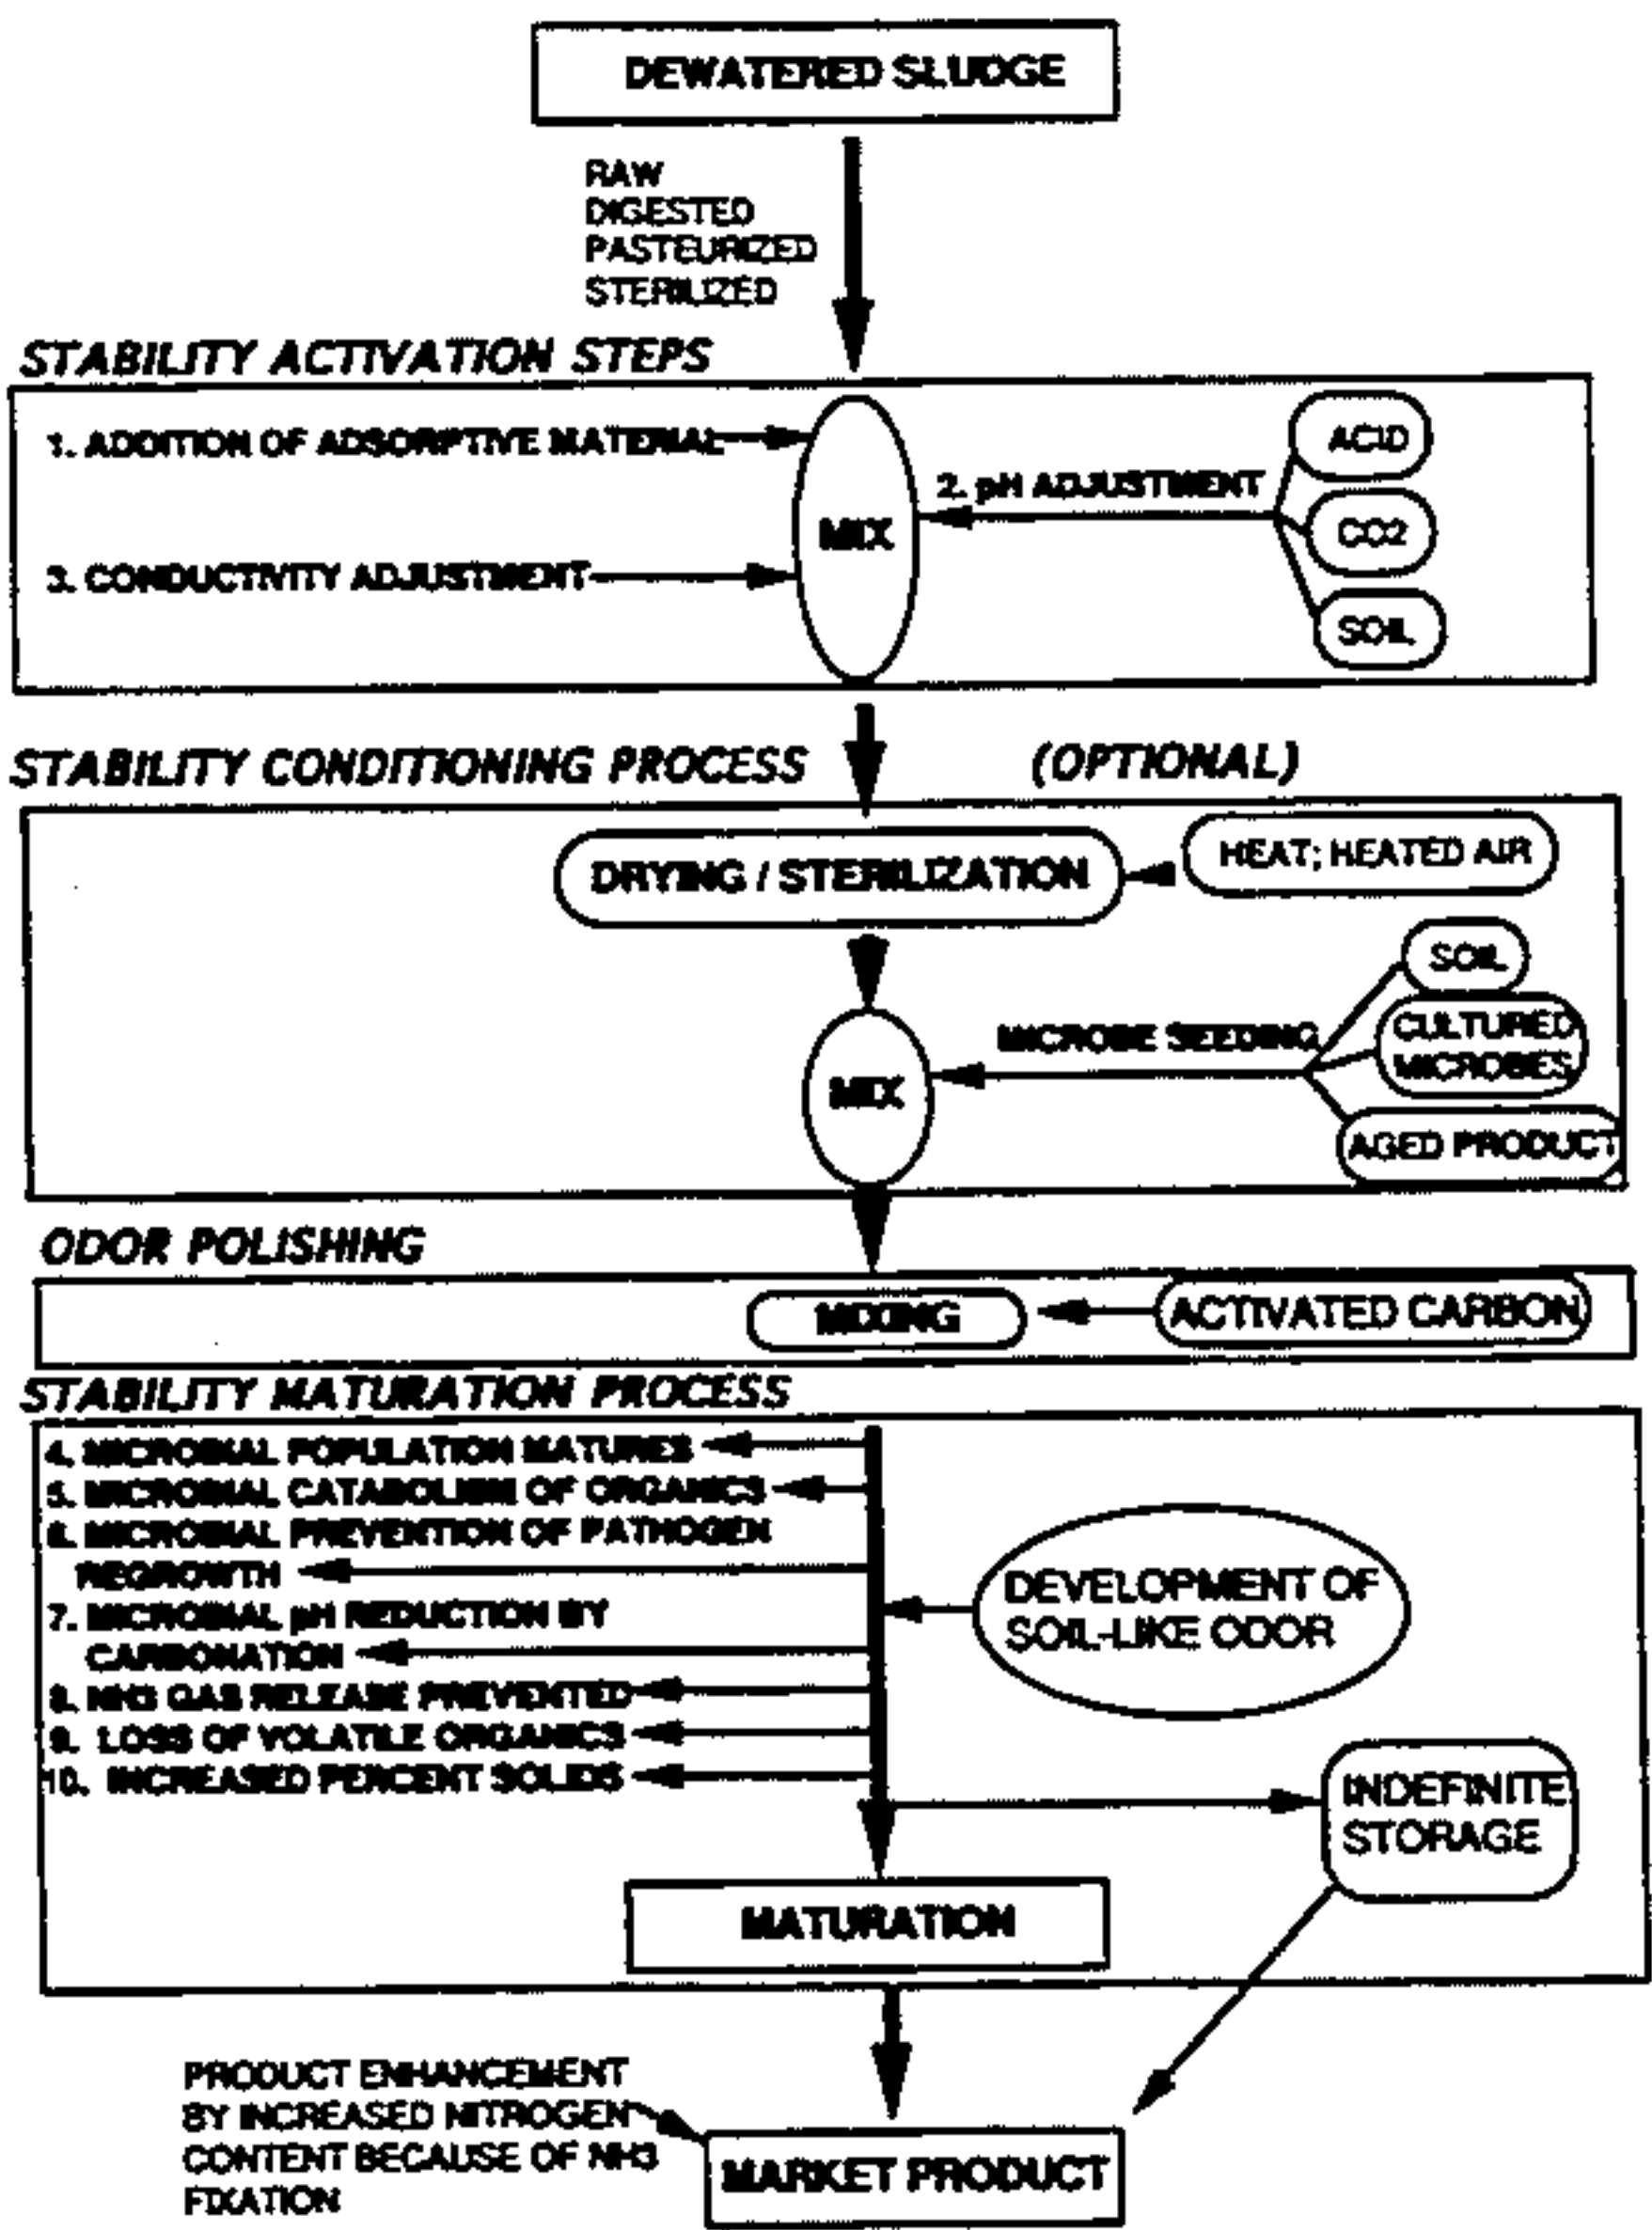 DEWATERED SLUDGE
RAW
DIGESTED
PASTEURIZED
STERILIZED
STABILITY ACTIVATION STEPS
1. ADDITION OF ADSORPTIVE MATERIAL
2. pH ADJUSTMENT
ACID
CO2
SOIL
MIX
3. CONDUCTIVITY ADJUSTMENT
STABILITY CONDITIONING PROCESS (OPTIONAL)
DRYING / STERILIZATION
HEAT; HEATED AIR
MICROBE SEEDING
SOIL
CULTURED
MICROBES
AGED PRODUCT
MIX
ODOR POLISHING
MIXING
ACTIVATED CARBON
STABILITY MATURATION PROCESS
4. MICROBIAL POPULATION MATURES
5. MICROBIAL CATABOLISM OF ORGANICS
6. MICROBIAL PREVENTION OF PATHOGEN
REGROWTH
7. MICROBIAL pH REDUCTION BY
CARBONATION
8. NH3 GAS RELEASE PREVENTED
9. LOSS OF VOLATILE ORGANICS
10. INCREASED PERCENT SOLIDS
DEVELOPMENT OF
SOIL-LIKE ODOR
INDEFINITE
STORAGE
MATURATION
PRODUCT ENHANCEMENT
BY INCREASED NITROGEN
CONTENT BECAUSE OF NH3
FIXATION
MARKET PRODUCT